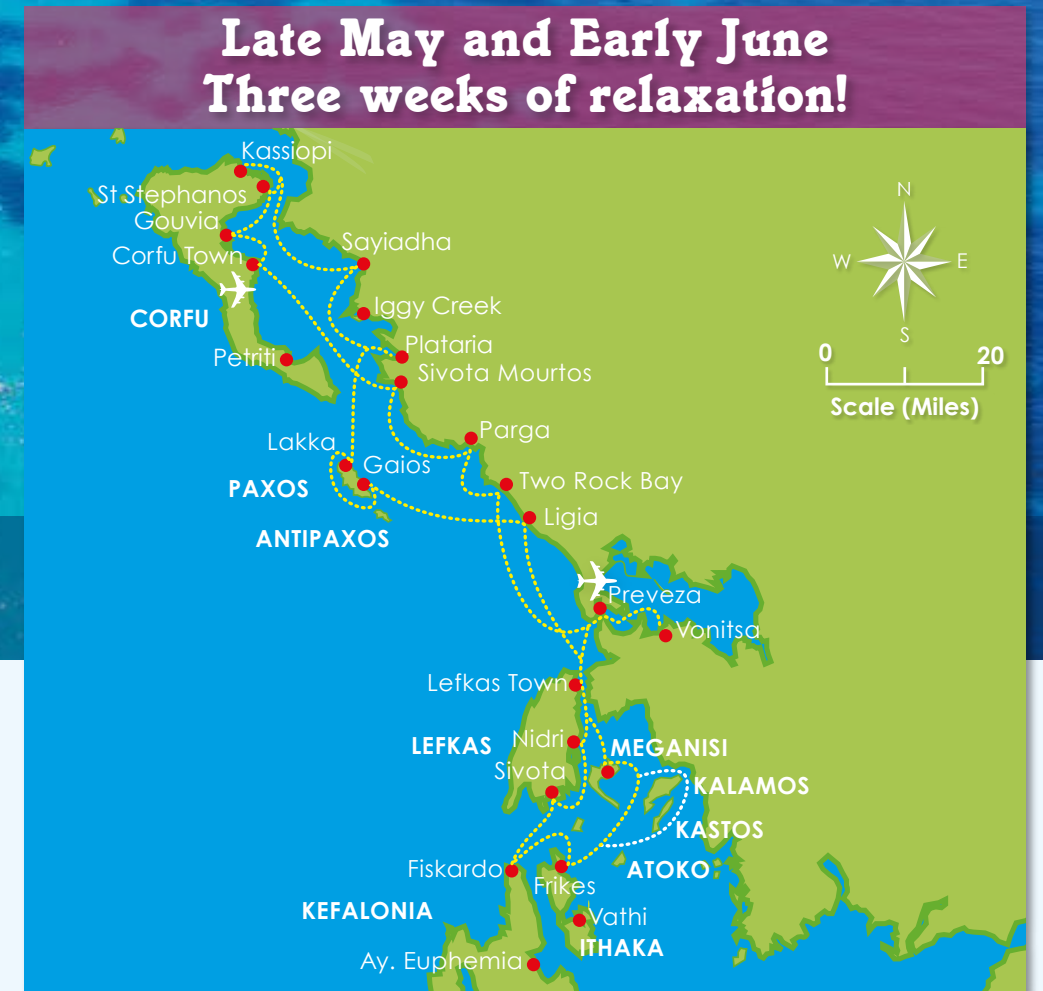 Late May and Early June
Three weeks of relaxation!
Kassiopi
St Stephanos
Gouvia
Corfu Town
CORFU
Petriti
Sayiadha
Iggy Creek
Plataria
Sivota Mourtos
N
W
E
S
0
20
Scale (Miles)
Parga
Lakka
Gaios
PAXOS
ANTIPAXOS
Two Rock Bay
Ligia
Preveza
Vonitsa
Lefkas Town
LEFKAS
Nidri
Sivota
MEGANISI
KALAMOS
KASTOS
ATOKO
Fiskardo
Frikes
KEFALONIA
Vathi
ITHAKA
Ay. Euphemia